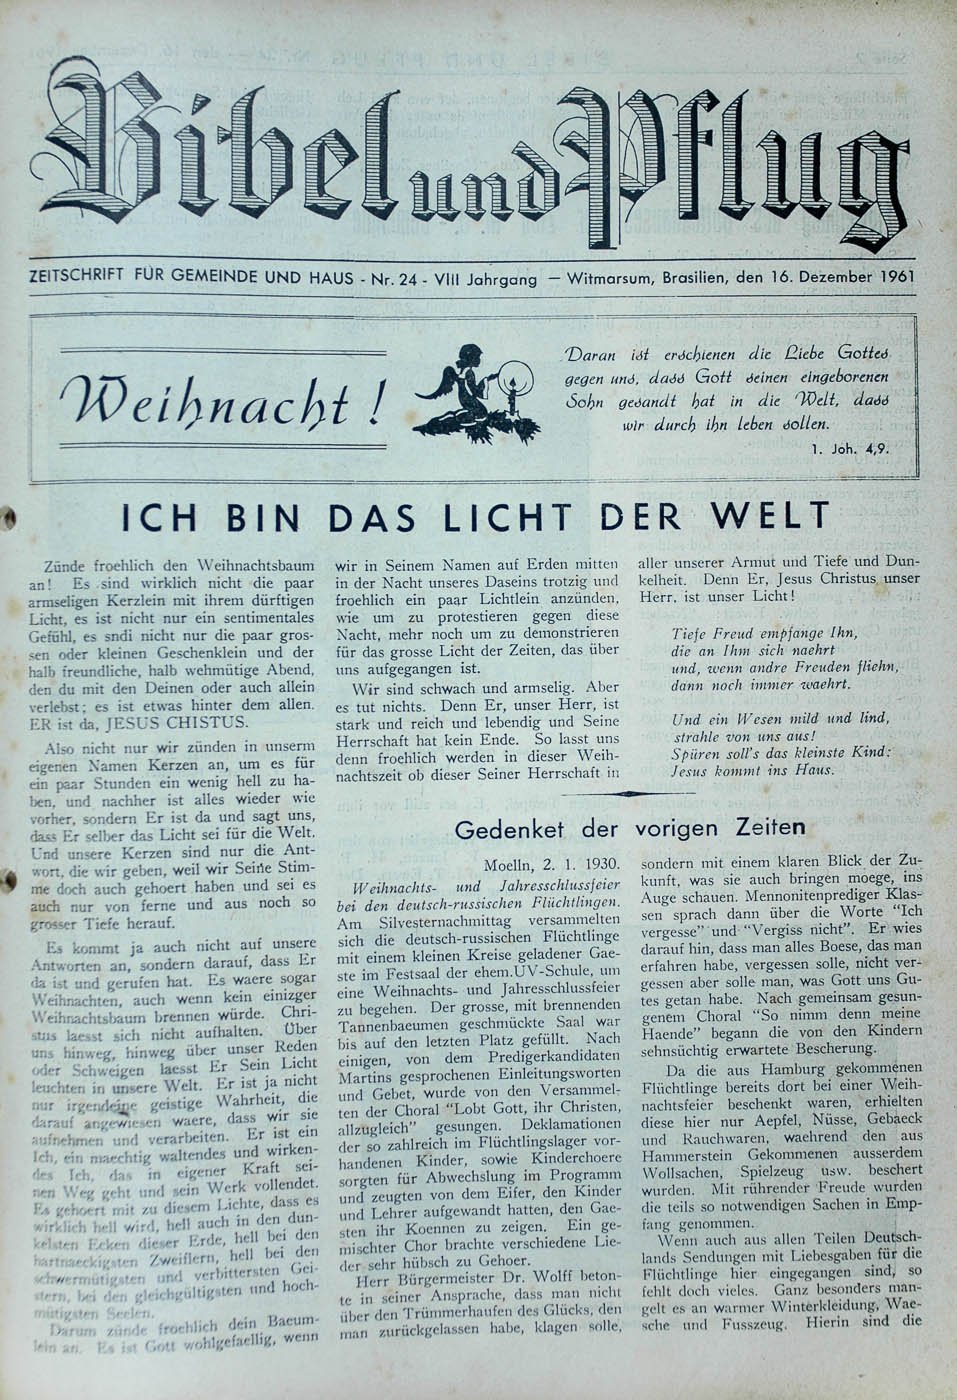 Bibel und Pflug
ZEITSCHRIFT FÜR GEMEINDE UND HAUS - Nr. 24 - VIII Jahrgang — Witmarsum, Brasilien, den 16. Dezember 1961
Weihnacht!
Daran ist erschienen die Liebe Gottes
gegen uns, dass Gott seinen eingeborenen
Sohn gesandt hat in die Welt, dass
wir durch ihn leben sollen.
1. Joh. 4,9.
ICH BIN DAS LICHT DER WELT
Zünde froehlich den Weihnachtsbaum
an! Es sind wirklich nicht die paar
armseligen Kerzlein mit ihrem dürftigen
Licht, es ist nicht nur ein sentimentales
Gefühl, es sndi nicht nur die paar gros-
sen oder kleinen Geschenklein und der
halb freundliche, halb wehmütige Abend,
den du mit den Deinen oder auch allein
verlebst; es ist etwas hinter dem allen.
ER ist da, JESUS CHISTUS.
Also nicht nur wir zünden in unserm
eigenen Namen Kerzen an, um es für
ein paar Stunden ein wenig hell zu ha-
ben, und nachher ist alles wieder wie
vorher, sondern Er ist da und sagt uns,
dass Er selber das Licht sei für die Welt.
Und unsere Kerzen sind nur die Ant-
wort, die wir geben, weil wir Seine Stim-
me doch auch gehoert haben und sei es
auch nur von ferne und aus noch so
grosser Tiefe herauf.
Es kommt ja auch nicht auf unsere
Antworten an, sondern darauf, dass Er
da ist und gerufen hat. Es waere sogar
Weihnachten, auch wenn kein einizger
Weihnachtsbaum brennen würde. Chri-
stus laesst sich nicht aufhalten. Über
uns hinweg, hinweg über unser Reden
oder Schweigen laesst Er Sein Licht
leuchten in unsere Welt. Er ist ja nicht
nur irgendeine geistige Wahrheit, die
darauf angewiesen waere, dass wir sie
aufnehmen und verarbeiten. Er ist ein
Ich, ein maechtig waltendes und wirken-
des Ich, das in eigener Kraft sei-
nen Weg geht und sein Werk vollendet.
Es gehoert mit zu diesem Lichte, dass es
wirklich hell wird, hell auch in den dun-
kelsten Ecken dieser Erde, hell bei den
hartnaeckigsten Zweiflern, hell bei den
schwermütigsten und verbittersten Gei-
stern, bei den gleichgültigsten und hoch-
mütigsten Seelen.
Darum zünde froehlich dein Baeum-
lein an. Es ist Gott wohlgefaellig, wenn
wir in Seinem Namen auf Erden mitten
in der Nacht unseres Daseins trotzig und
froehlich ein paar Lichtlein anzünden,
wie um zu protestieren gegen diese
Nacht, mehr noch um zu demonstrieren
für das grosse Licht der Zeiten, das über
uns aufgegangen ist.
Wir sind schwach und armselig. Aber
es tut nichts. Denn Er, unser Herr, ist
stark und reich und lebendig und Seine
Herrschaft hat kein Ende. So lasst uns
denn froehlich werden in dieser Weih-
nachtszeit ob dieser Seiner Herrschaft in
aller unserer Armut und Tiefe und Dun-
kelheit. Denn Er, Jesus Christus unser
Herr, ist unser Licht!
Tiefe Freud empfange Ihn,
die an Ihm sich naehrt
und, wenn andre Freuden fliehn,
dann noch immer waehrt.
Und ein Wesen mild und lind,
strahle von uns aus!
Spüren soll's das kleinste Kind:
Jesus kommt ins Haus.
Gedenket der vorigen Zeiten
Moelln, 2. 1. 1930.
Weihnachts- und Jahresschlussfeier
bei den deutsch-russischen Flüchtlingen.
Am Silvesternachmittag versammelten
sich die deutsch-russischen Flüchtlinge
mit einem kleinen Kreise geladener Gae-
ste im Festsaal der ehem.UV-Schule, um
eine Weihnachts- und Jahresschlussfeier
zu begehen. Der grosse, mit brennenden
Tannenbaeumen geschmückte Saal war
bis auf den letzten Platz gefüllt. Nach
einigen, von dem Predigerkandidaten
Martins gesprochenen Einleitungsworten
und Gebet, wurde von den Versammel-
ten der Choral "Lobt Gott, ihr Christen,
allzugleich" gesungen. Deklamationen
der so zahlreich im Flüchtlingslager vor-
handenen Kinder, sowie Kinderchoere
sorgten für Abwechslung im Programm
und zeugten von dem Eifer, den Kinder
und Lehrer aufgewandt hatten, den Gae-
sten ihr Koennen zu zeigen. Ein ge-
mischter Chor brachte verschiedene Lie-
der sehr hübsch zu Gehoer.
Herr Bürgermeister Dr. Wolff beton-
te in seiner Ansprache, dass man nicht
über den Trümmerhaufen des Glücks, den
man zurückgelassen habe, klagen solle,
sondern mit einem klaren Blick der Zu-
kunft, was sie auch bringen moege, ins
Auge schauen. Mennonitenprediger Klas-
sen sprach dann über die Worte "Ich
vergesse" und "Vergiss nicht". Er wies
darauf hin, dass man alles Boese, das man
erfahren habe, vergessen solle, nicht ver-
gessen aber solle man, was Gott uns Gu-
tes getan habe. Nach gemeinsam gesun-
genem Choral "So nimm denn meine
Haende" begann die von den Kindern
sehnsüchtig erwartete Bescherung.
Da die aus Hamburg gekommenen
Flüchtlinge bereits dort bei einer Weih-
nachtsfeier beschenkt waren, erhielten
diese hier nur Aepfel, Nüsse, Gebaeck
und Rauchwaren, waehrend den aus
Hammerstein Gekommenen ausserdem
Wollsachen, Spielzeug usw. beschert
wurden. Mit rührender Freude wurden
die teils so notwendigen Sachen in Emp-
fang genommen.
Wenn auch aus allen Teilen Deutsch-
lands Sendungen mit Liebesgaben für die
Flüchtlinge hier eingegangen sind, so
fehlt doch vieles. Ganz besonders man-
gelt es an warmer Winterkleidung, Wae-
sche und Fusszeug. Hierin sind die